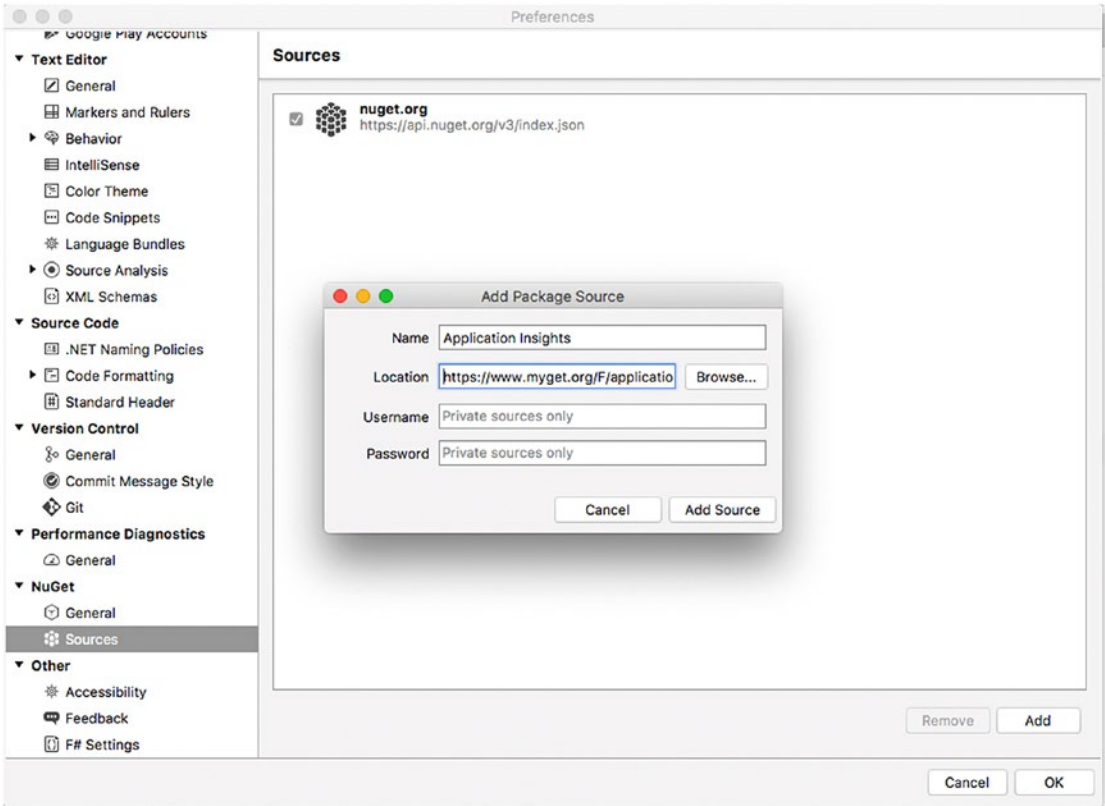 Preferences
Google Play Accounts
Text Editor
General
Markers and Rulers
Behavior
IntelliSense
Color Theme
Code Snippets
Language Bundles
Source Analysis
XML Schemas
Source Code
.NET Naming Policies
Code Formatting
Standard Header
Version Control
General
Commit Message Style
Git
Performance Diagnostics
General
NuGet
General
Sources
Other
Accessibility
Feedback
F# Settings
Sources
nuget.org
https://api.nuget.org/v3/index.json
Add Package Source
Name Application Insights
Location https://www.myget.org/F/applicatio Browse...
Username Private sources only
Password Private sources only
Cancel Add Source
Remove Add
Cancel OK